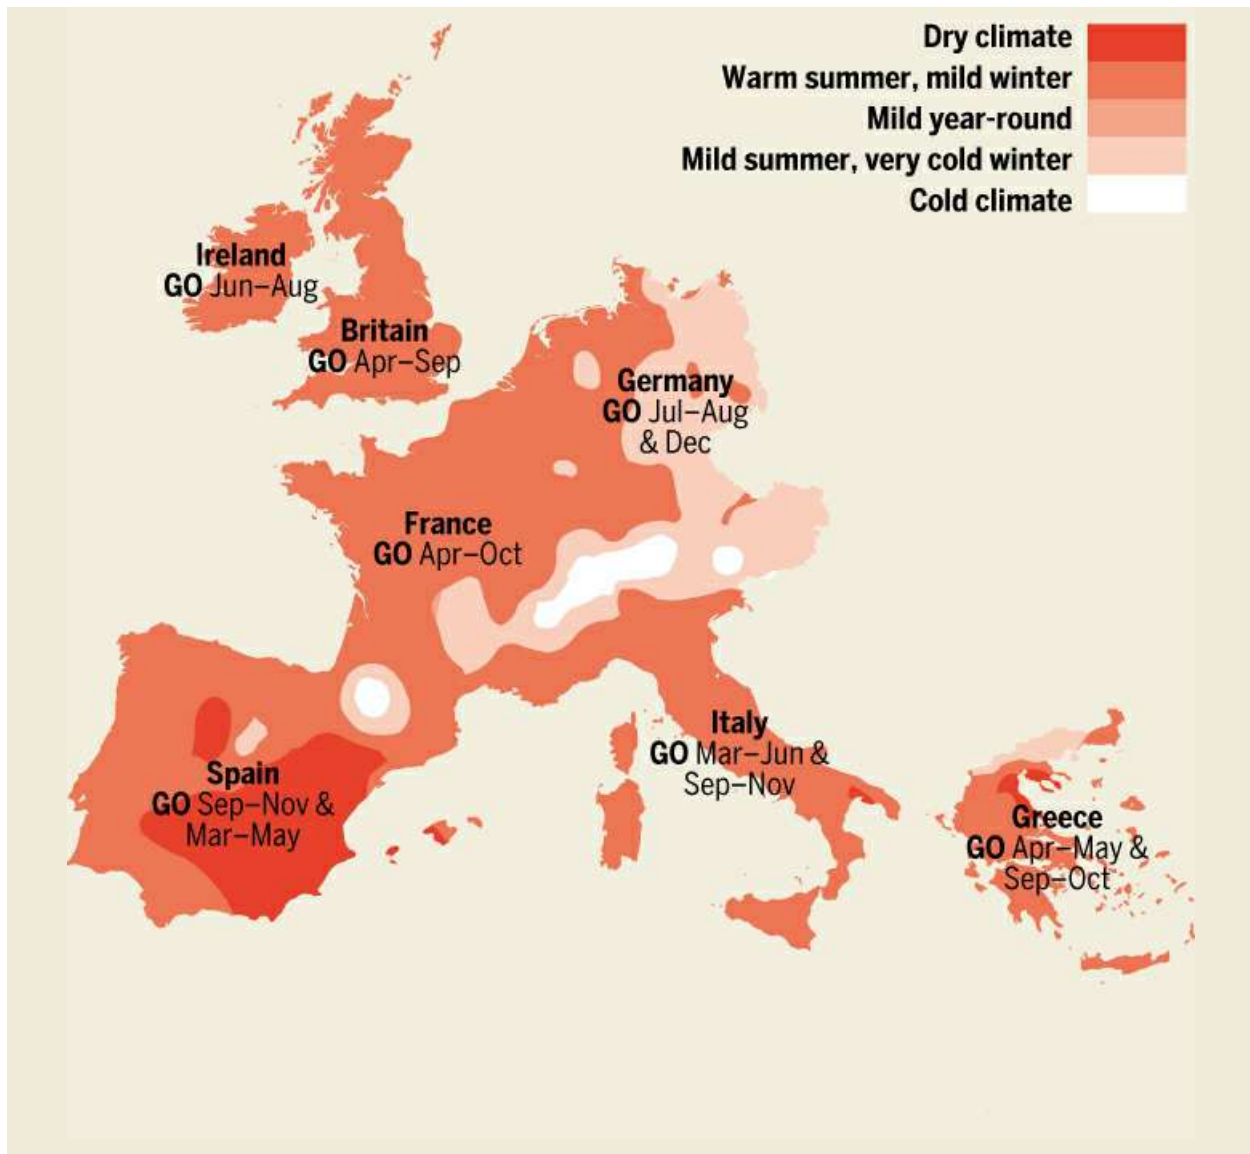 Dry climate
Warm summer, mild winter
Mild year-round
Mild summer, very cold winter
Cold climate
Ireland
GO Jun–Aug
Britain
GO Apr–Sep
Germany
GO Jul–Aug
& Dec
France
GO Apr–Oct
Italy
GO Mar–Jun &
Sep–Nov
Spain
GO Sep–Nov &
Mar–May
Greece
GO Apr–May &
Sep–Oct